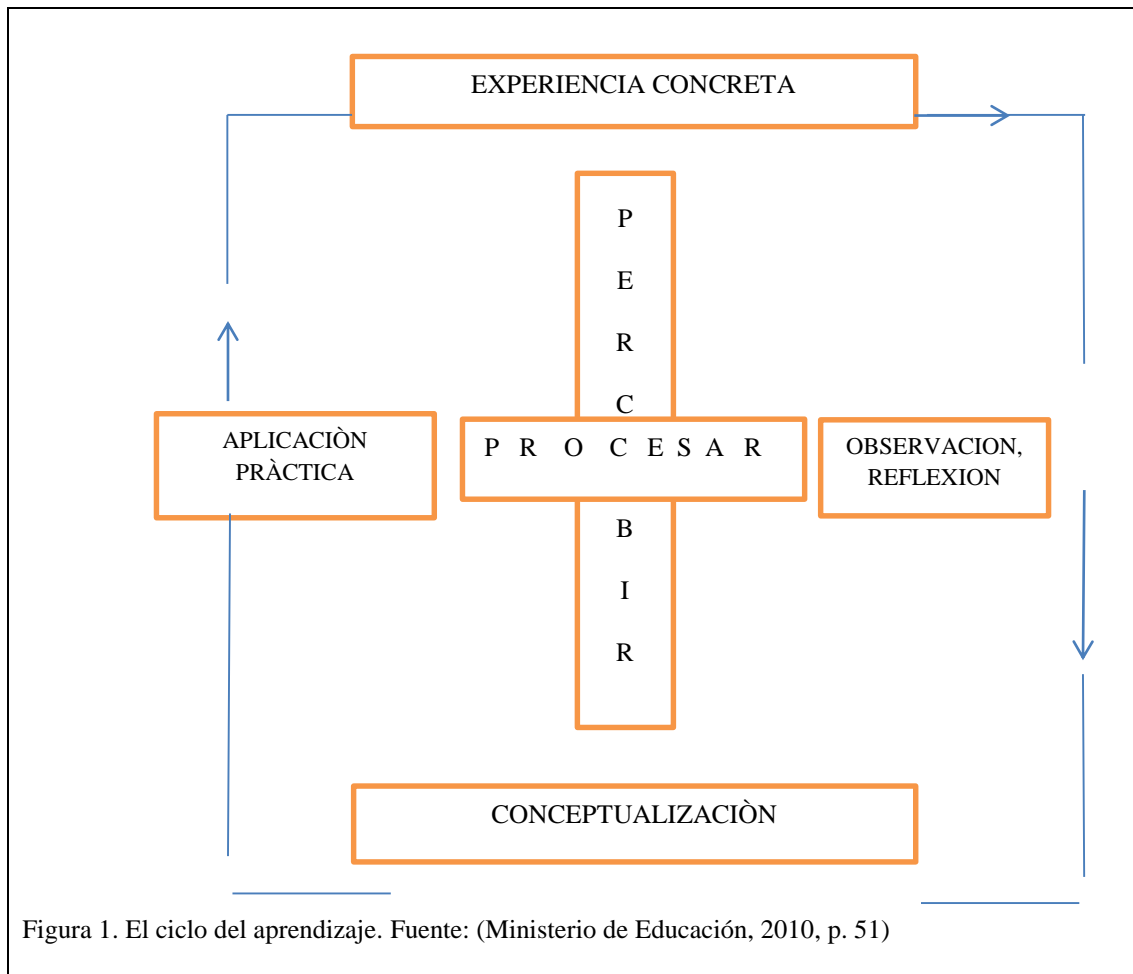 EXPERIENCIA CONCRETA
P
E
R
C
APLICACIÒN
PRÀCTICA
P R O C E S A R
OBSERVACION,
REFLEXION
B
I
R
CONCEPTUALIZACIÒN
Figura 1. El ciclo del aprendizaje. Fuente: (Ministerio de Educación, 2010, p. 51)